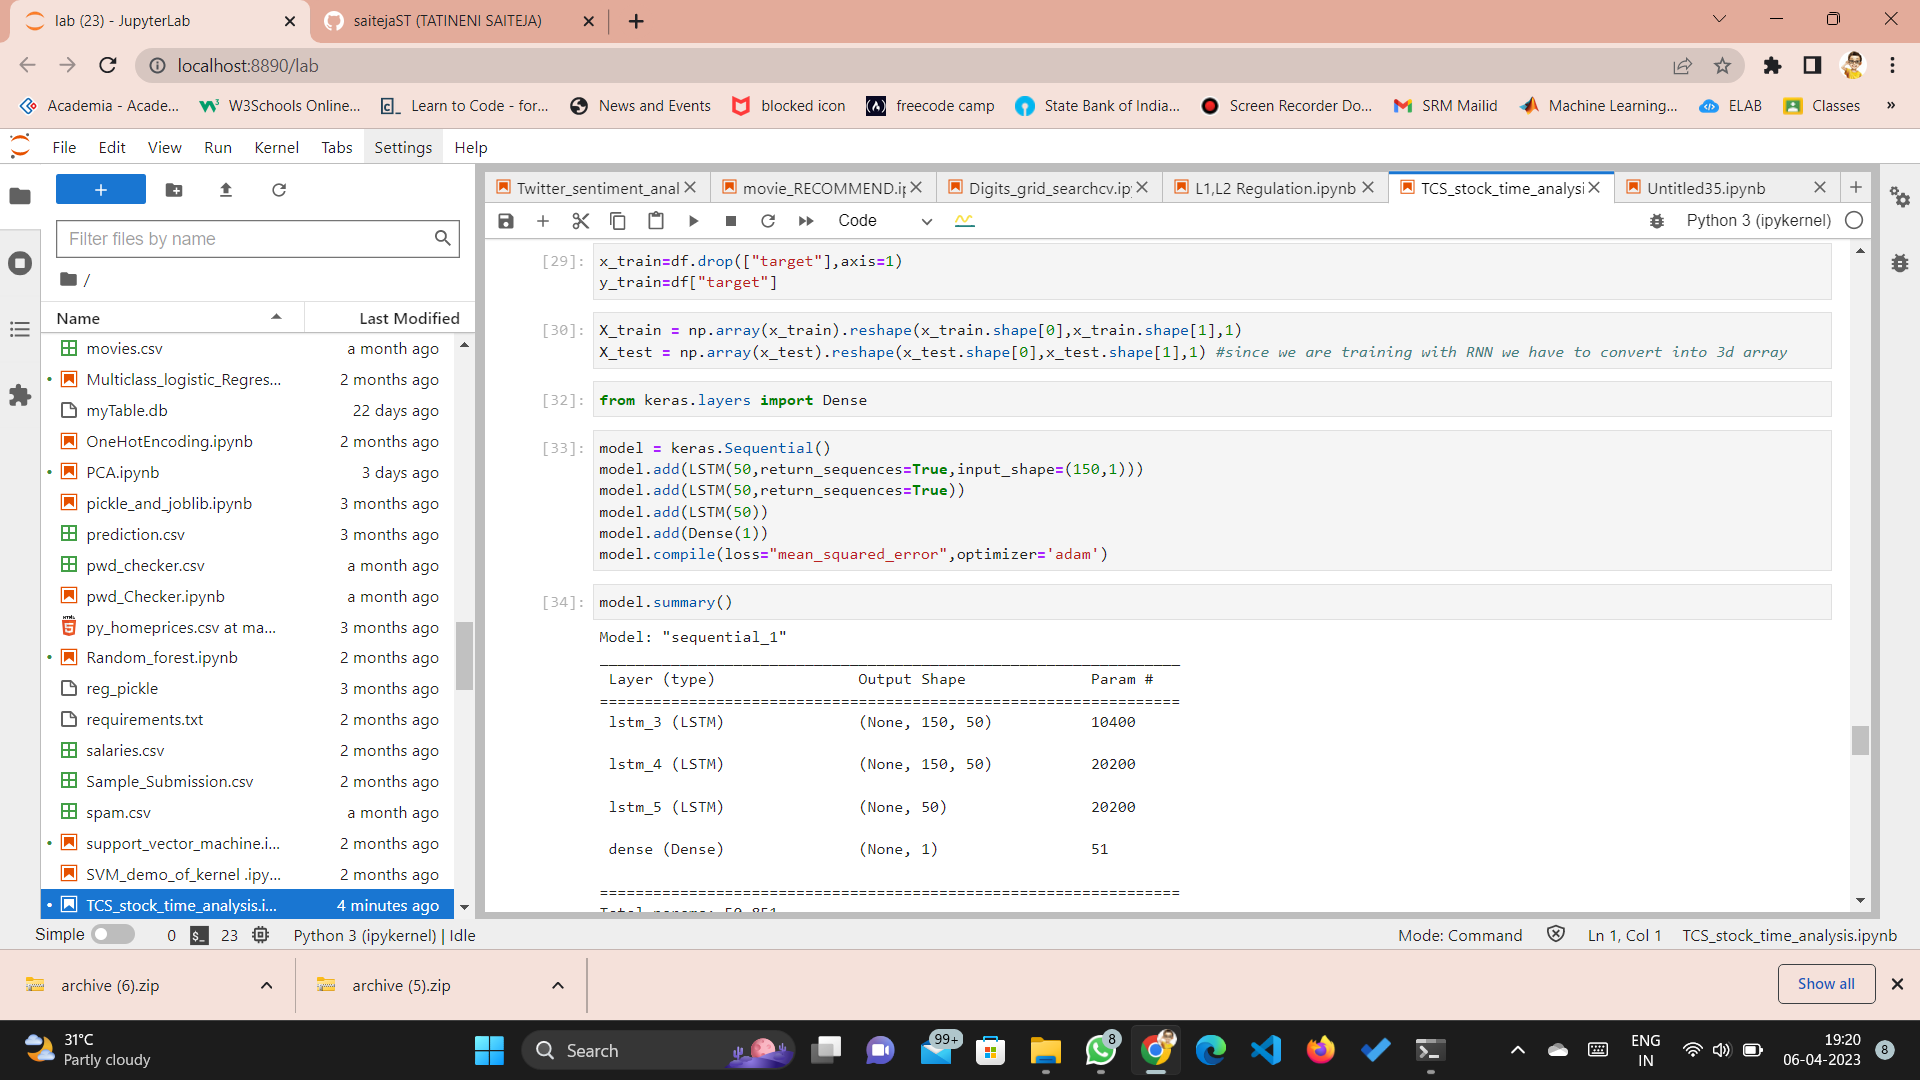 lab (23) - JupyterLab
saitejaST (TATINENI SAITEJA)
localhost:8890/lab
Academia - Acade...
W3Schools Online...
Learn to Code - for...
News and Events
blocked icon
freecode camp
State Bank of India...
Screen Recorder Do...
SRM Mailid
Machine Learning...
ELAB
Classes
»
File Edit View Run Kernel Tabs Settings Help
Twitter_sentiment_anal
movie_RECOMMEND.ip
Digits_grid_searchcv.ip
L1,L2 Regulation.ipynb
TCS_stock_time_analysi
Untitled35.ipynb
Code
Python 3 (ipykernel)
Filter files by name
/
Name Last Modified
movies.csv a month ago
Multiclass_logistic_Regres... 2 months ago
myTable.db 22 days ago
OneHotEncoding.ipynb 2 months ago
PCA.ipynb 3 days ago
pickle_and_joblib.ipynb 3 months ago
prediction.csv 3 months ago
pwd_checker.csv a month ago
pwd_Checker.ipynb a month ago
py_homeprices.csv at ma... 3 months ago
Random_forest.ipynb 2 months ago
reg_pickle 3 months ago
requirements.txt 2 months ago
salaries.csv 2 months ago
Sample_Submission.csv 2 months ago
spam.csv a month ago
support_vector_machine.i... 2 months ago
SVM_demo_of_kernel .ipy... 2 months ago
TCS_stock_time_analysis.i... 4 minutes ago
[29]: x_train=df.drop(["target"],axis=1)
y_train=df["target"]
[30]: X_train = np.array(x_train).reshape(x_train.shape[0],x_train.shape[1],1)
X_test = np.array(x_test).reshape(x_test.shape[0],x_test.shape[1],1) #since we are training with RNN we have to convert into 3d array
[32]: from keras.layers import Dense
[33]: model = keras.Sequential()
model.add(LSTM(50,return_sequences=True,input_shape=(150,1)))
model.add(LSTM(50,return_sequences=True))
model.add(LSTM(50))
model.add(Dense(1))
model.compile(loss="mean_squared_error",optimizer='adam')
[34]: model.summary()
Model: "sequential_1"
Layer (type) Output Shape Param #
=================================================================
lstm_3 (LSTM) (None, 150, 50) 10400
lstm_4 (LSTM) (None, 150, 50) 20200
lstm_5 (LSTM) (None, 50) 20200
dense (Dense) (None, 1) 51
=================================================================
Total params: 50,851
Simple 0 $_ 23 Python 3 (ipykernel) | Idle
Mode: Command Ln 1, Col 1 TCS_stock_time_analysis.ipynb
archive (6).zip
archive (5).zip
Show all
31°C
Partly cloudy
Search
99+
8
ENG
IN
19:20
06-04-2023
8